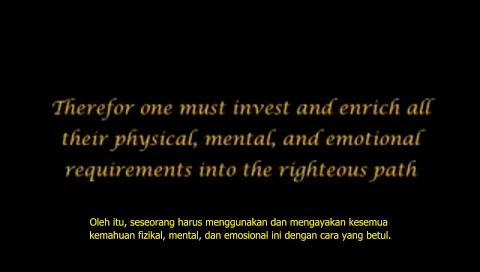 Therefor one must invest and enrich all
their physical, mental, and emotional
requirements into the righteous path
Oleh itu, seseorang harus menggunakan dan mengayakan kesemua
kemahuan fizikal, mental, dan emosional ini dengan cara yang betul.